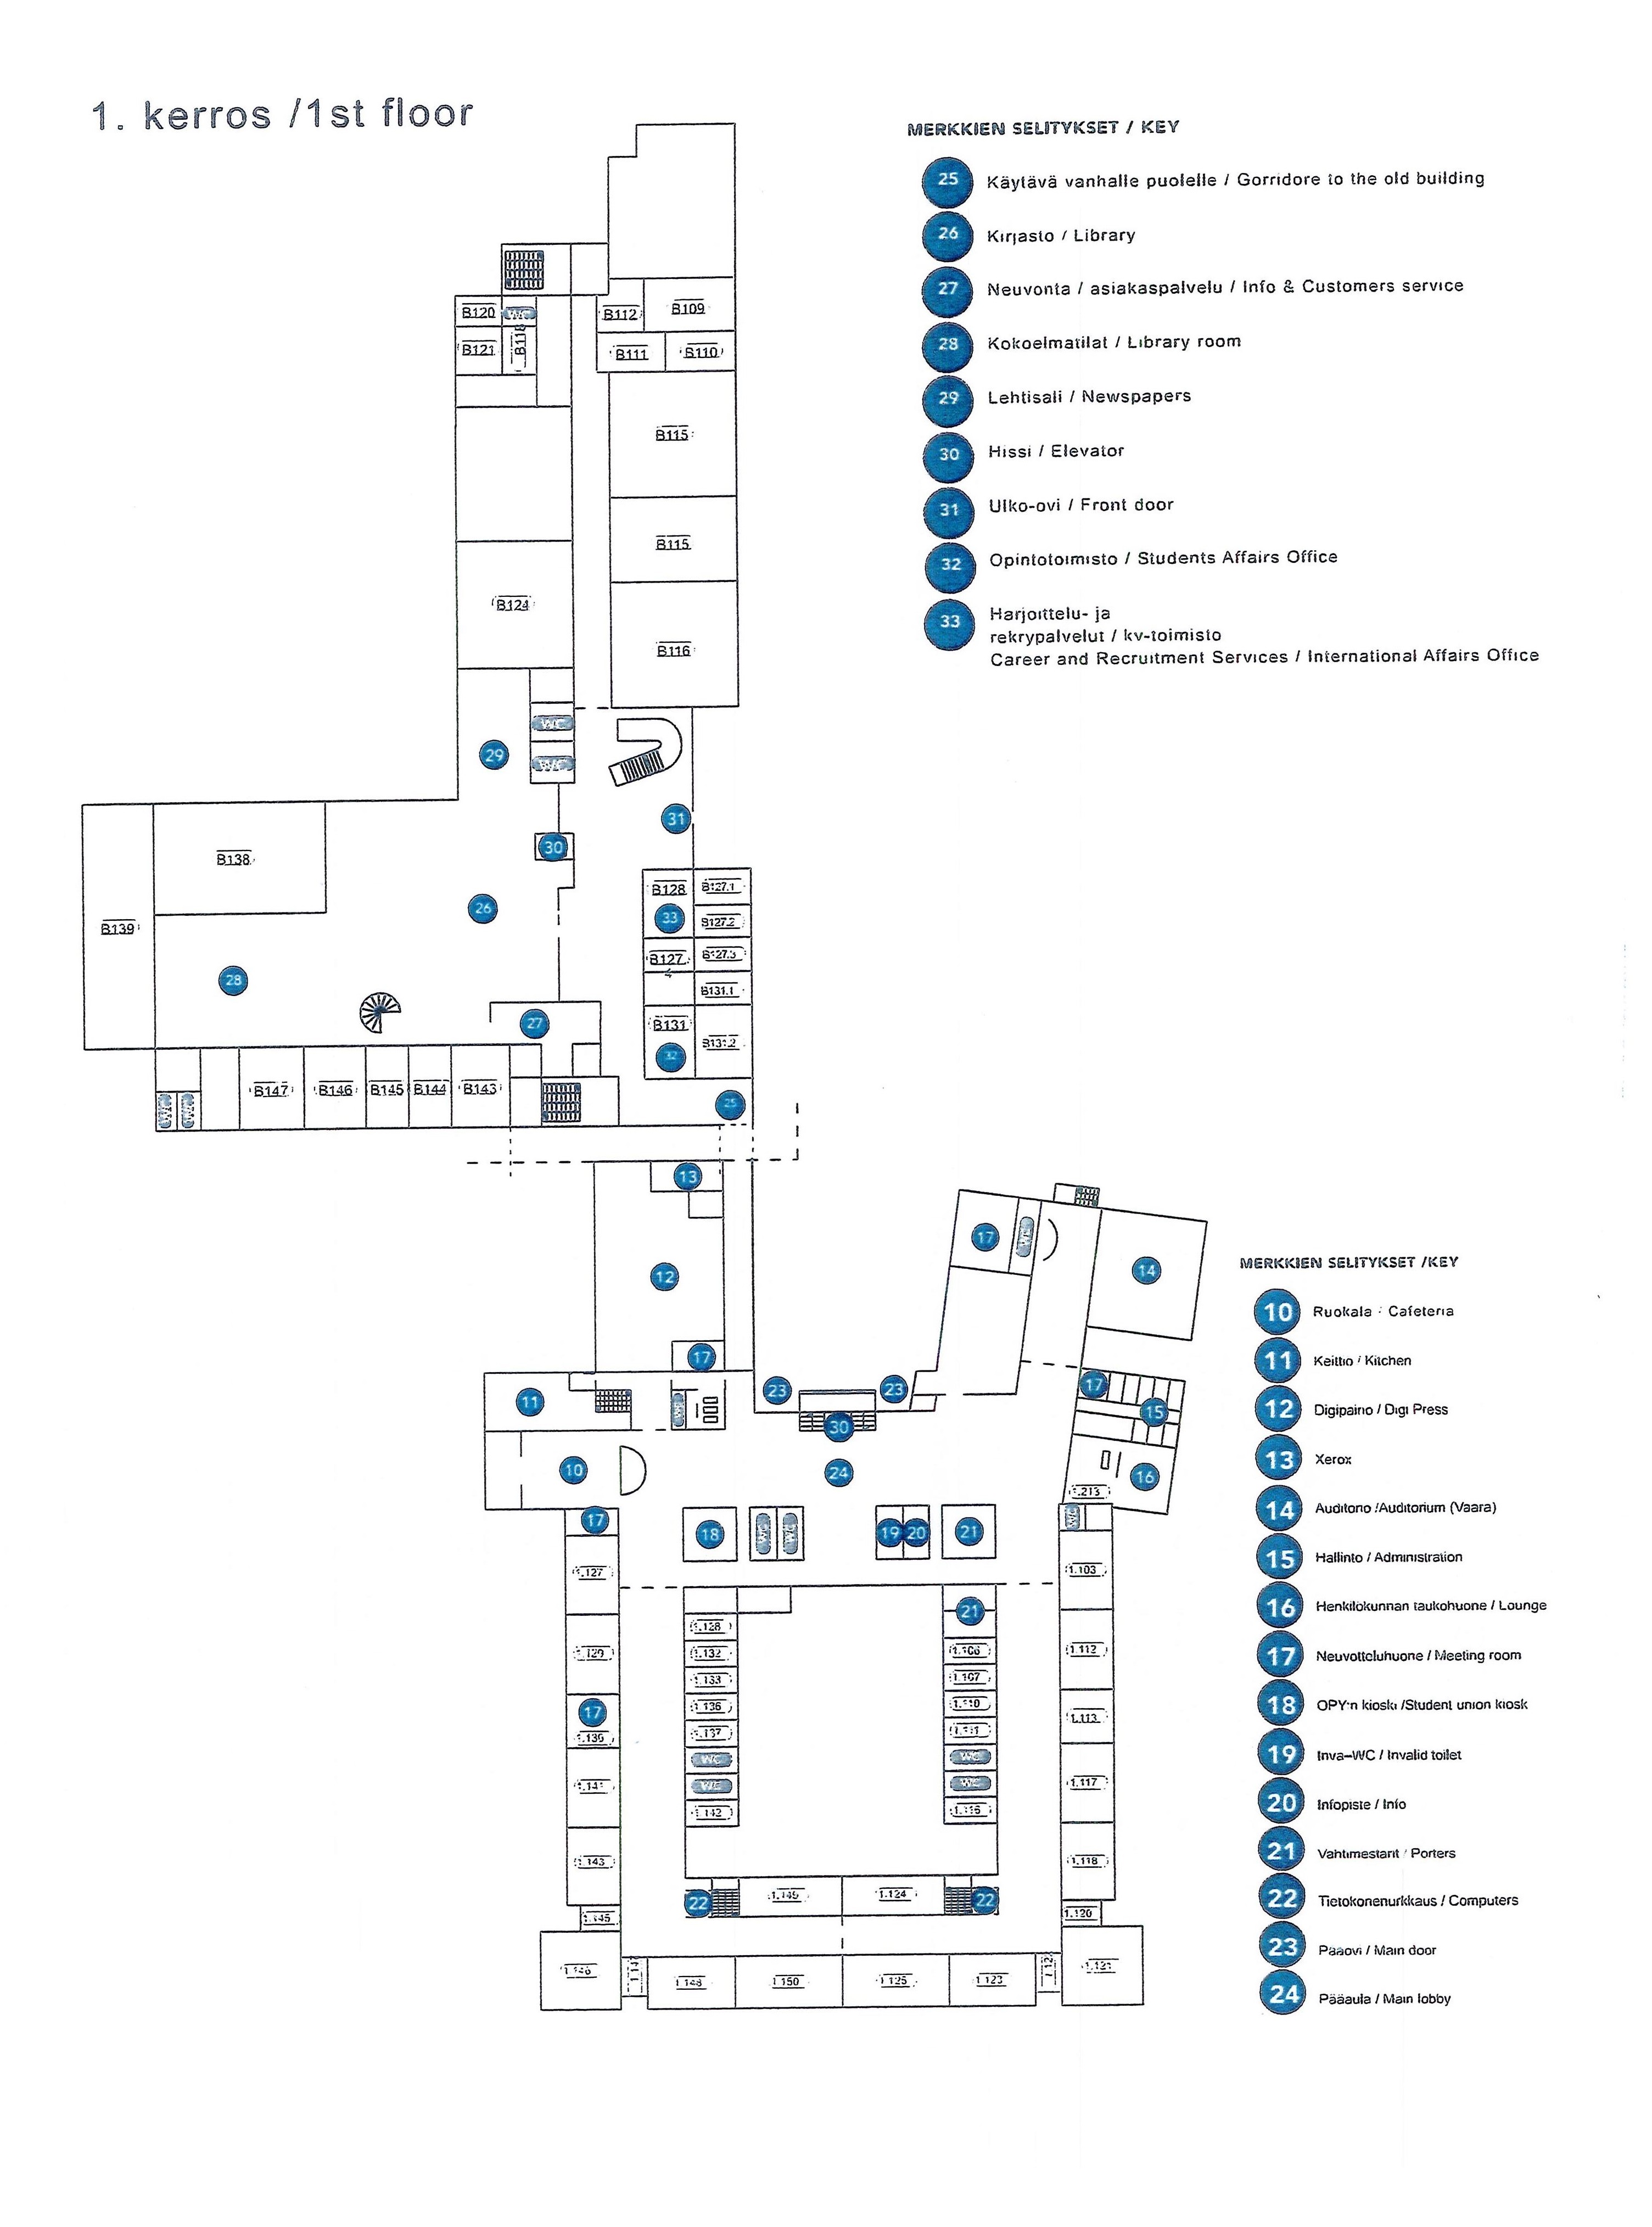 1. kerros /1st floor
MERKKIEN SELITYKSET / KEY
25 Käytävä vanhalle puolelle / Gorridore to the old building
26 Kirjasto / Library
27 Neuvonta / asiakaspalvelu / Info & Customers service
28 Kokoelmatilat / Library room
29 Lehtisali / Newspapers
30 Hissi / Elevator
31 Ulko-ovi / Front door
32 Opintotoimisto / Students Affairs Office
33 Harjoittelu- ja
rekrypalvelut / kv-toimisto
Career and Recruitment Services / International Affairs Office
B120 WC B112 B109
B121 B118 B111 B110
B115
B115
B124
B116
WC
29 WC
31
30
B138
B128 B127.1
26 33 B127.2
B139
B127 B127.3
28
B131.1
27 B131
32 B131.2
B147 B146 B145 B144 B143
WC WC
25
13
17 WC
12 14
17
23 23 17
11 WC 15
30
10 24 16
1.213
17 18 WC WC 19 20 21 WC
1.127 1.103
21
1.128
1.132 1.106 1.112
1.129
1.133 1.107
17 1.136 1.110 1.113
1.139 1.137 1.111
WC WC
1.141 WC WC 1.117
1.142 1.116
1.143 1.118
22 1.149 1.124 22
1.145 1.120
1.146 1.148 1.150 1.125 1.123 1.121
MERKKIEN SELITYKSET /KEY
10 Ruokala / Cafeteria
11 Keittio / Kitchen
12 Digipaino / Digi Press
13 Xerox
14 Auditorio /Auditorium (Vaara)
15 Hallinto / Administration
16 Henkilökunnan taukohuone / Lounge
17 Neuvotteluhuone / Meeting room
18 OPY:n kioski /Student union kiosk
19 Inva-WC / Invalid toilet
20 Infopiste / Info
21 Vahtimestarit / Porters
22 Tietokonenurkkaus / Computers
23 Pääovi / Main door
24 Pääaula / Main lobby